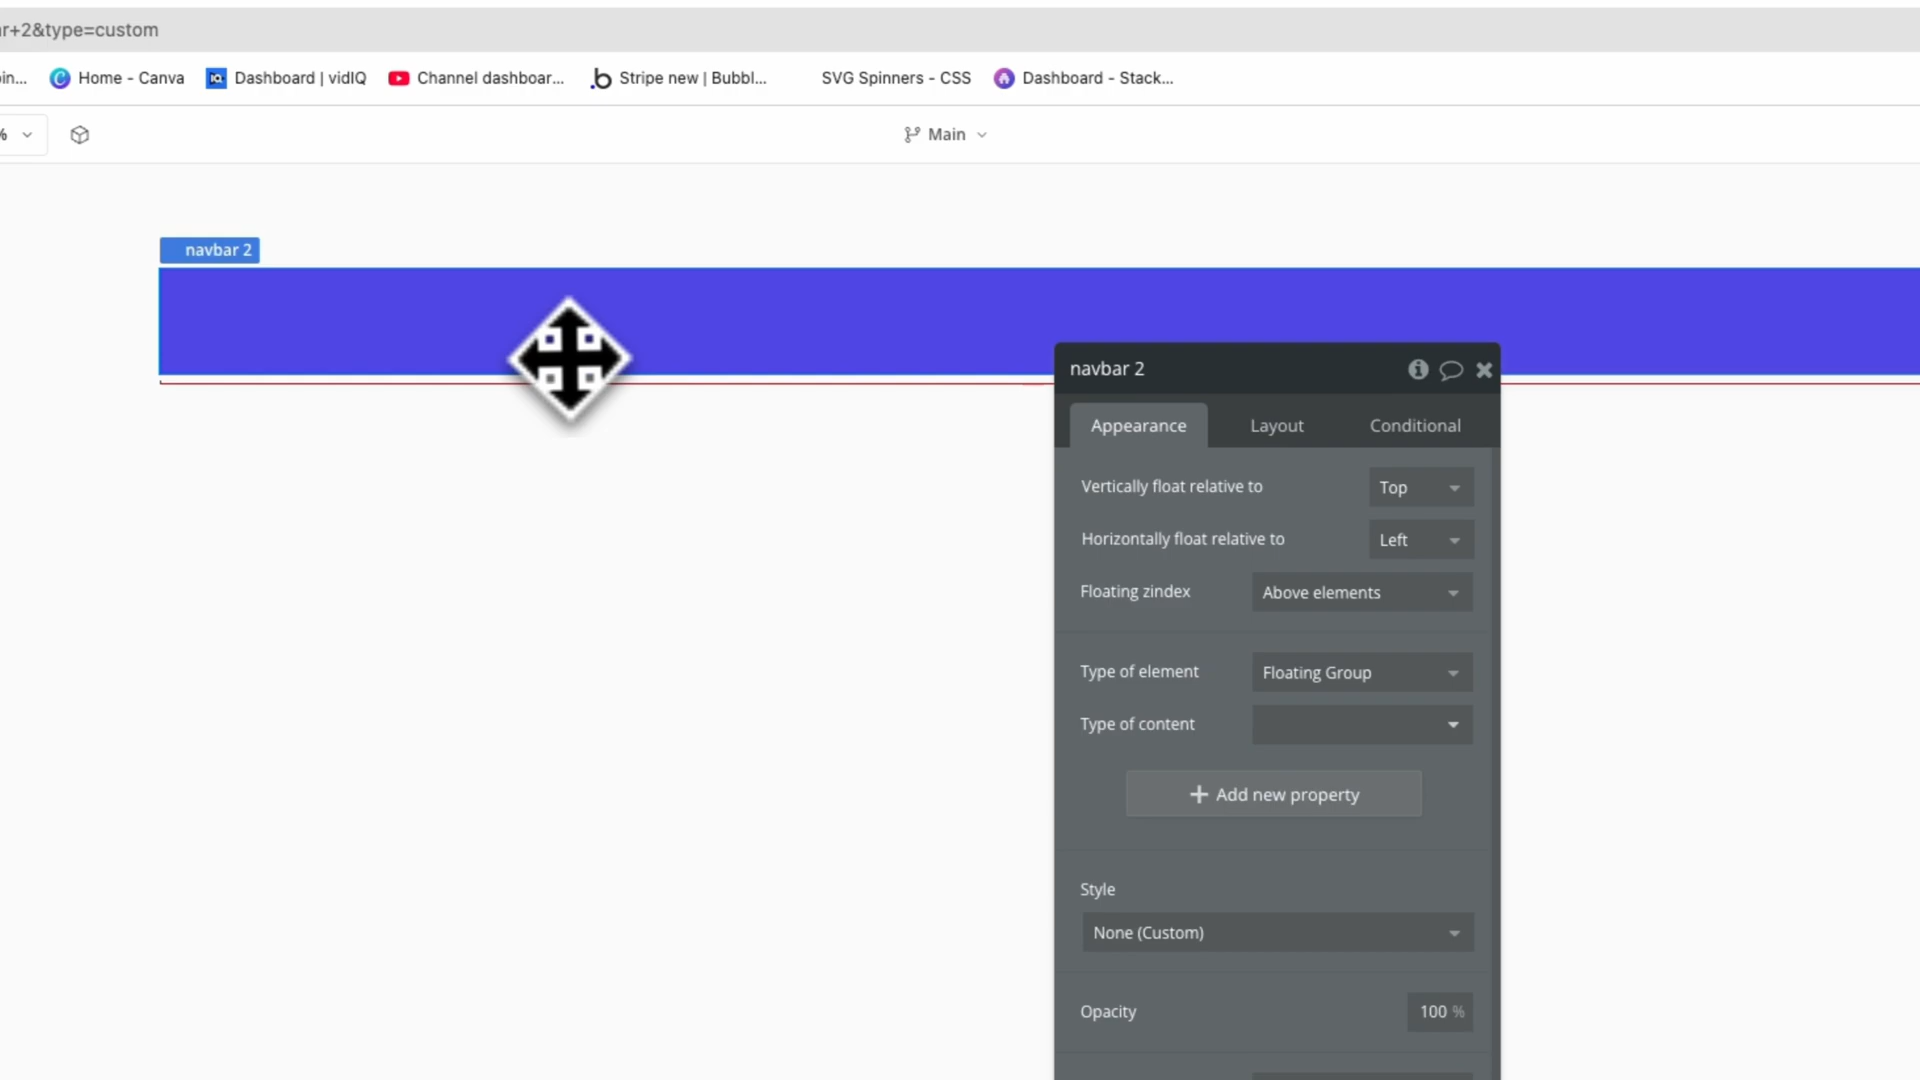 r+2&type=custom
in... Home - Canva Dashboard | vidIQ Channel dashboar... Stripe new | Bubbl... SVG Spinners - CSS Dashboard - Stack...
% Main
navbar 2
navbar 2
Appearance Layout Conditional
Vertically float relative to Top
Horizontally float relative to Left
Floating zindex Above elements
Type of element Floating Group
Type of content
Add new property
Style
None (Custom)
Opacity 100 %